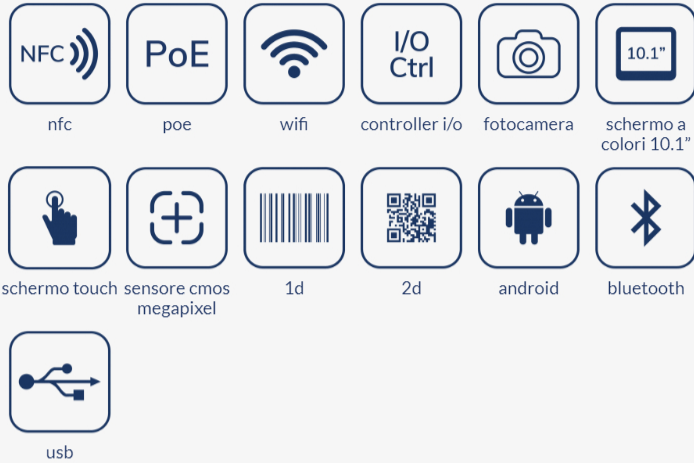 NFC
PoE
I/O
Ctrl
10.1”
nfc
poe
wifi
controller i/o
fotocamera
schermo a
colori 10.1”
schermo touch
sensore cmos
megapixel
1d
2d
android
bluetooth
usb